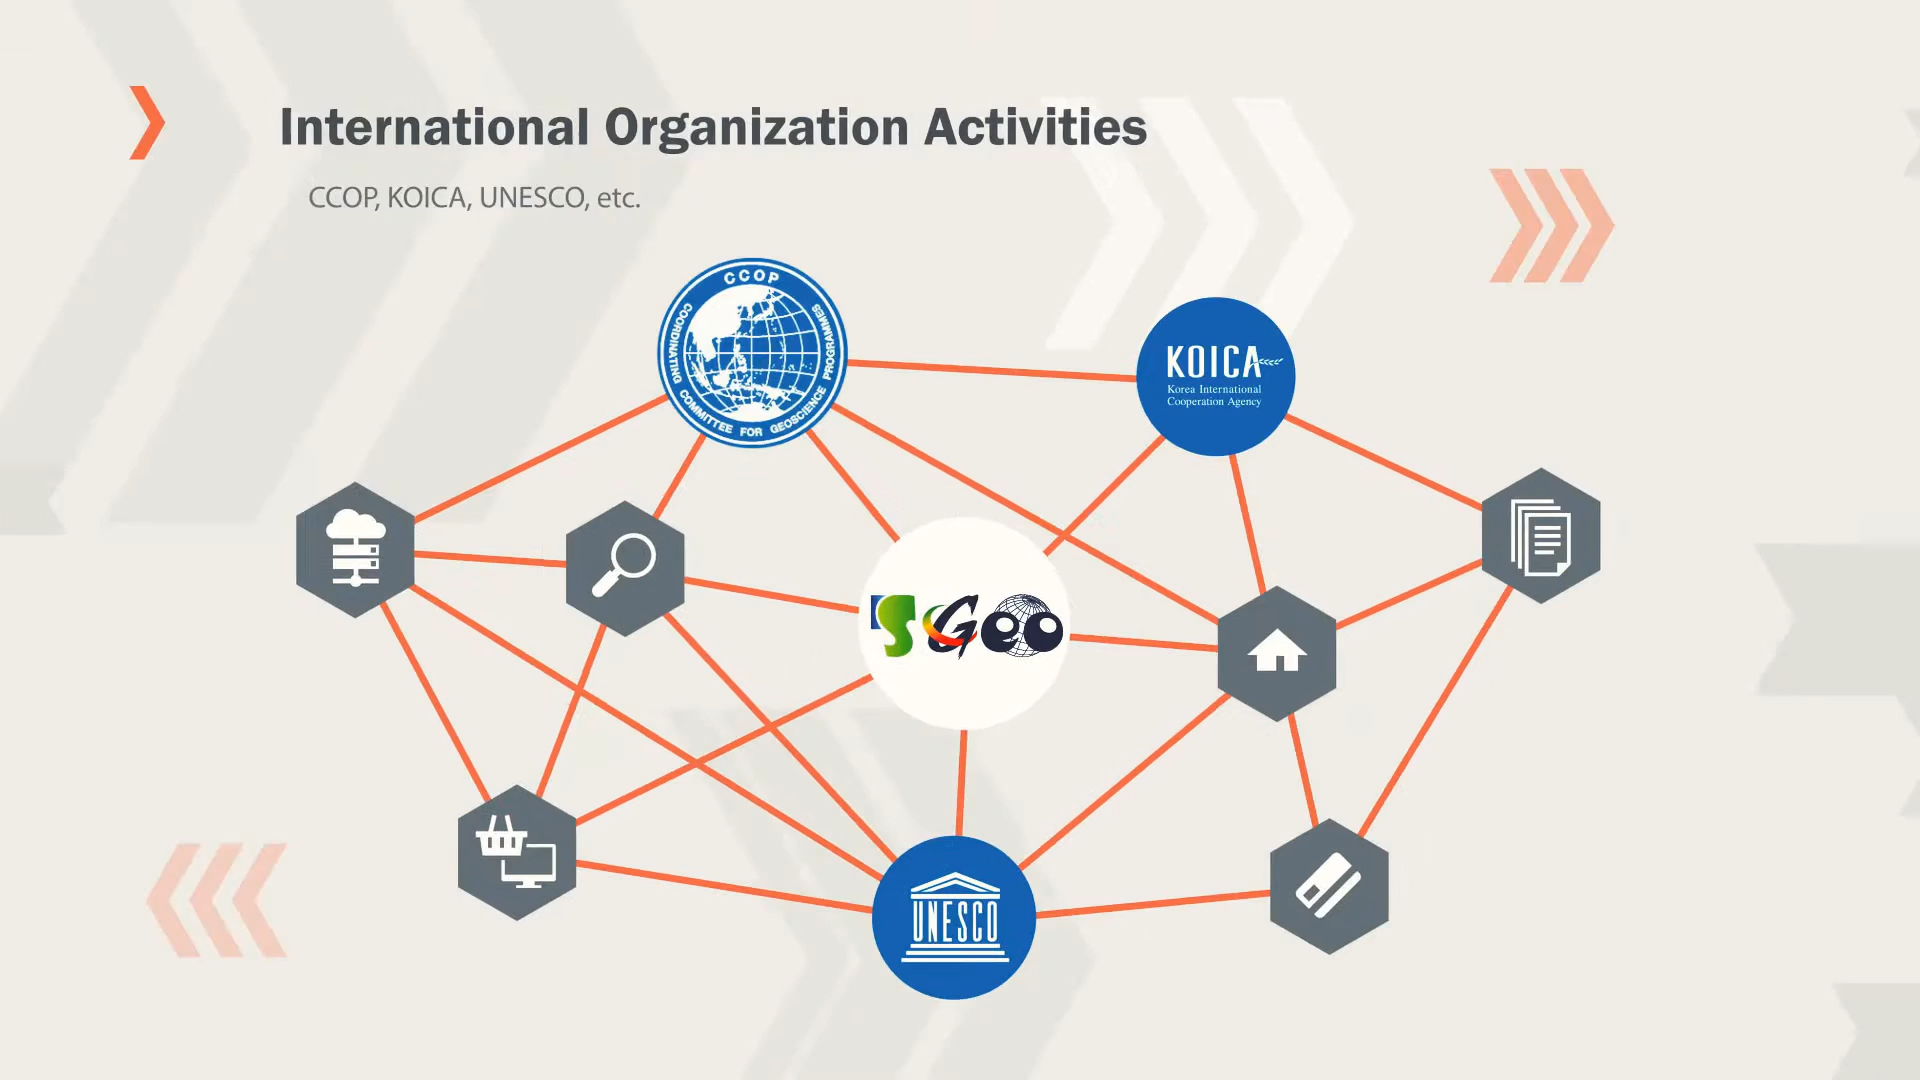 International Organization Activities
CCOP, KOICA, UNESCO, etc.
CCOP
COORDINATING COMMITTEE FOR GEOSCIENCE PROGRAMMES
KOICA
Korea International
Cooperation Agency
SGeo
UNESCO